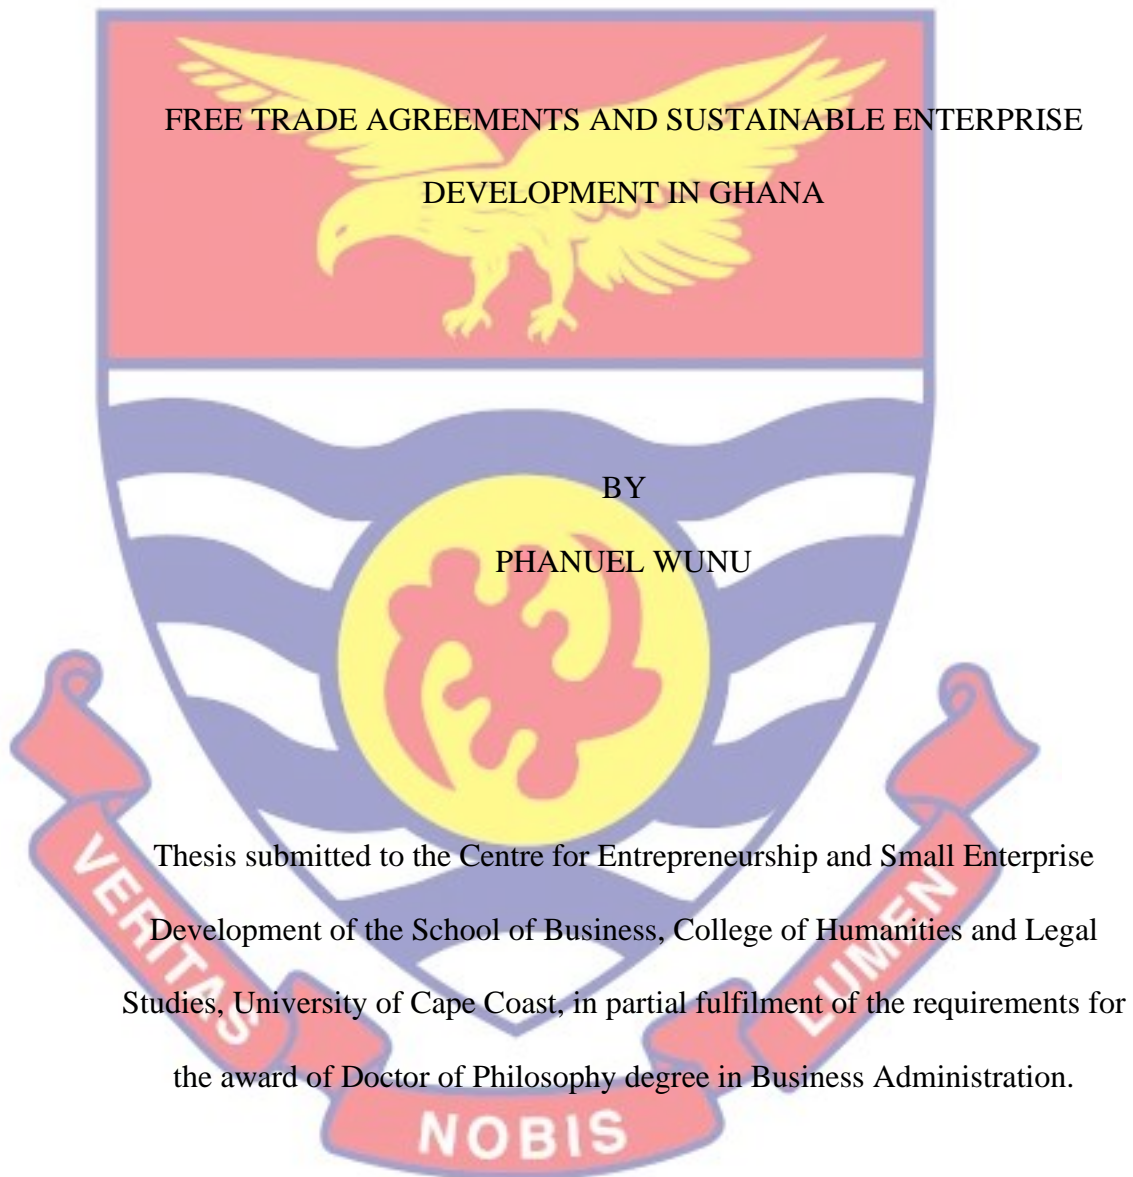 FREE TRADE AGREEMENTS AND SUSTAINABLE ENTERPRISE
DEVELOPMENT IN GHANA
BY
PHANUEL WUNU
Thesis submitted to the Centre for Entrepreneurship and Small Enterprise
Development of the School of Business, College of Humanities and Legal
Studies, University of Cape Coast, in partial fulfilment of the requirements for
the award of Doctor of Philosophy degree in Business Administration.
VERITAS
NOBIS
LUMEN